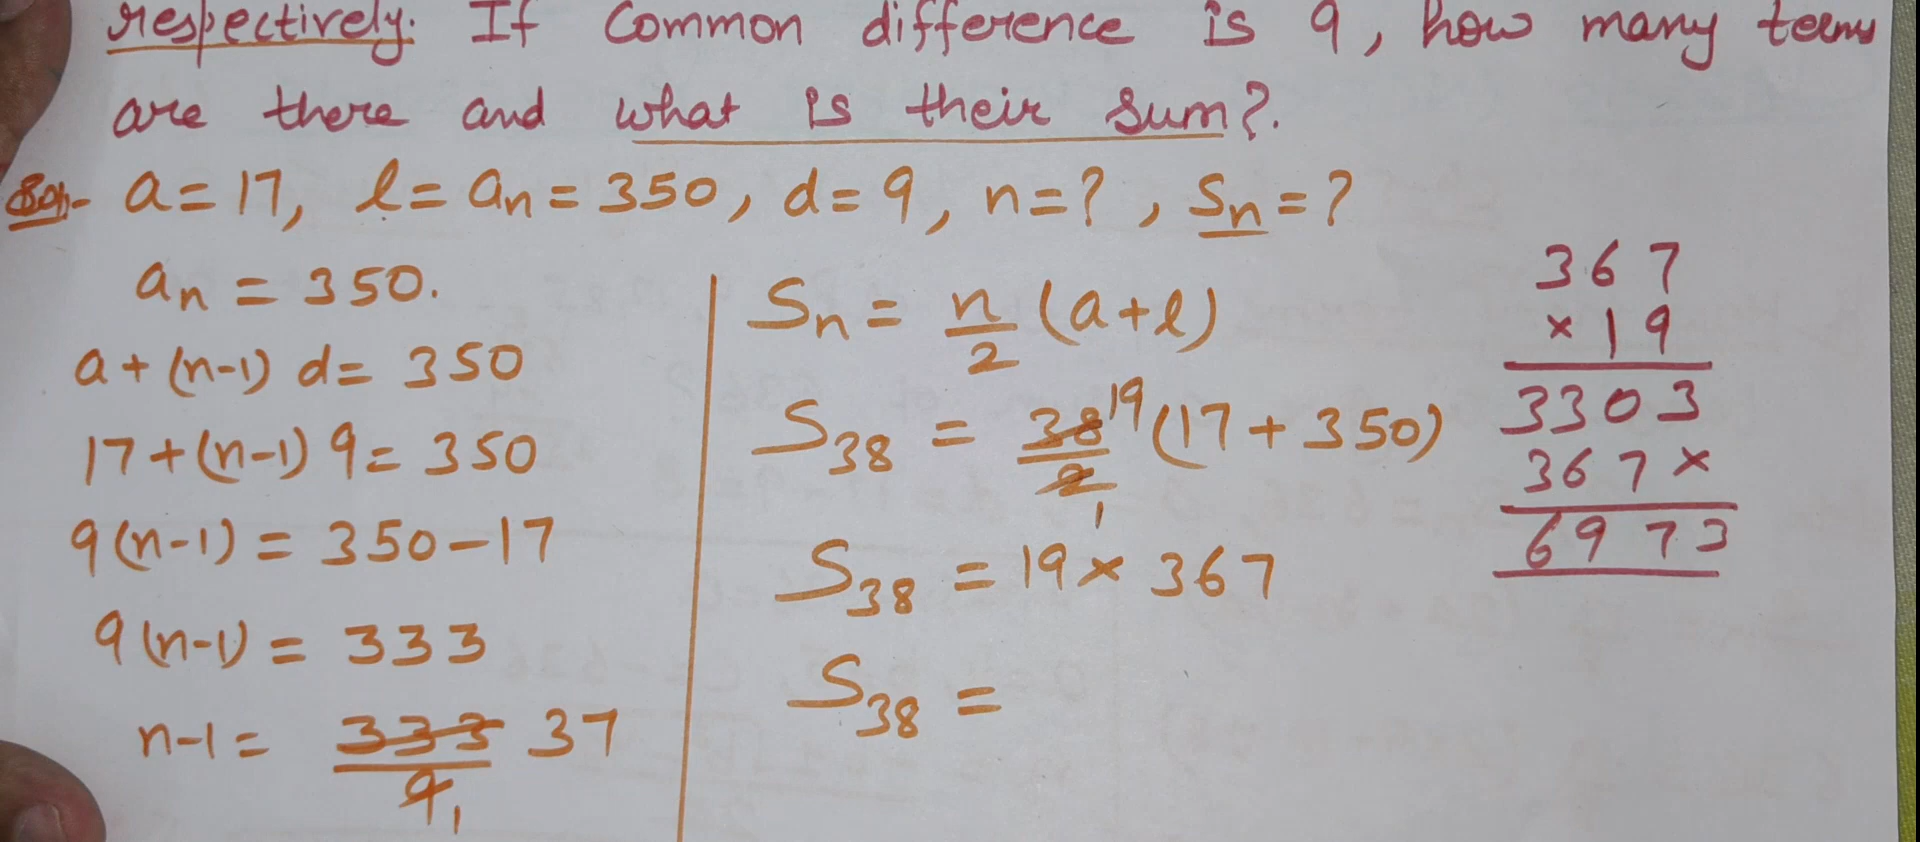 respectively. If Common difference is 9, how many terms
are there and what is their sum?.
Sol:- a = 17, l = an = 350, d = 9, n = ?, Sn = ?
an = 350.
a + (n-1) d = 350
17 + (n-1) 9 = 350
9 (n-1) = 350 - 17
9 (n-1) = 333
n-1 = 333/9 37
1
Sn = n/2 (a+l)
S38 = 38/2 19 (17 + 350)
1
S38 = 19 × 367
S38 =
367
× 19
3303
367 ×
6973